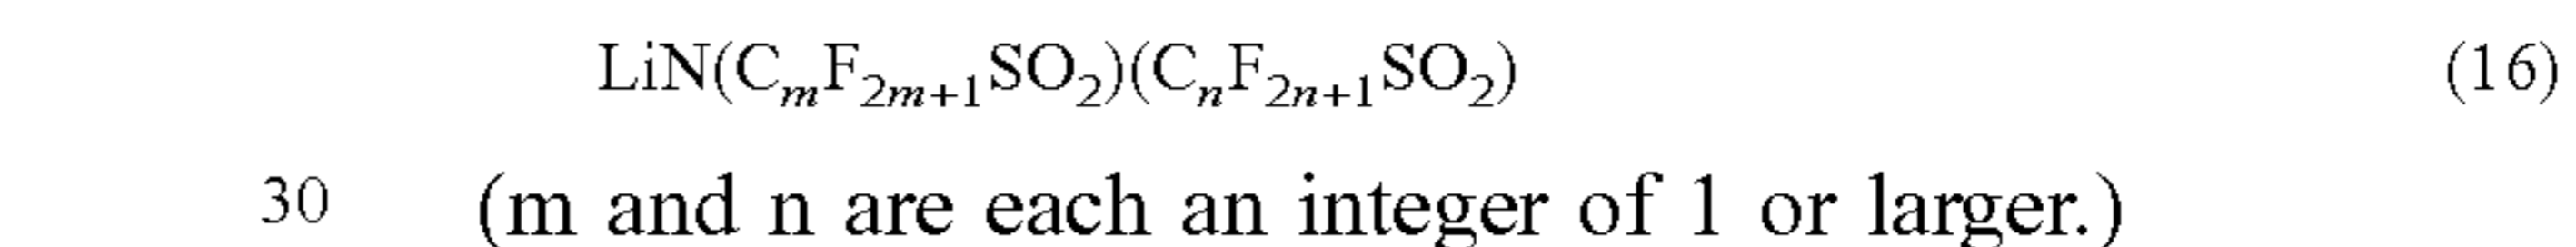 LiN(CₘF₂ₘ₊₁SO₂)(CₙF₂ₙ₊₁SO₂) (16)
30 (m and n are each an integer of 1 or larger.)